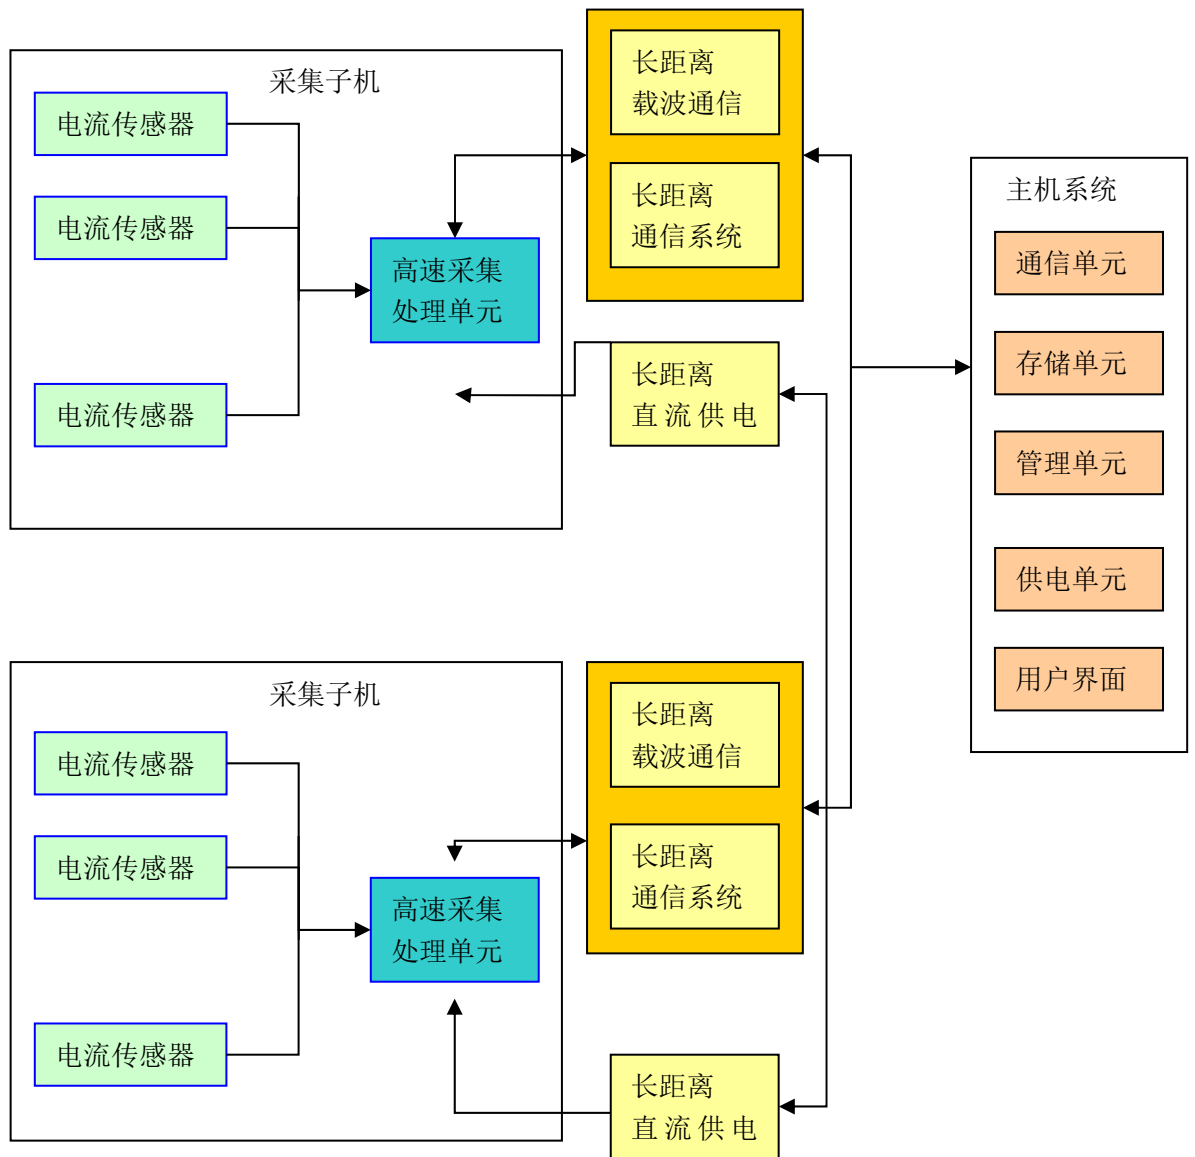 采集子机
电流传感器
电流传感器
电流传感器
高速采集
处理单元
长距离
载波通信
长距离
通信系统
长距离
直流供电
主机系统
通信单元
存储单元
管理单元
供电单元
用户界面
采集子机
电流传感器
电流传感器
电流传感器
高速采集
处理单元
长距离
载波通信
长距离
通信系统
长距离
直流供电